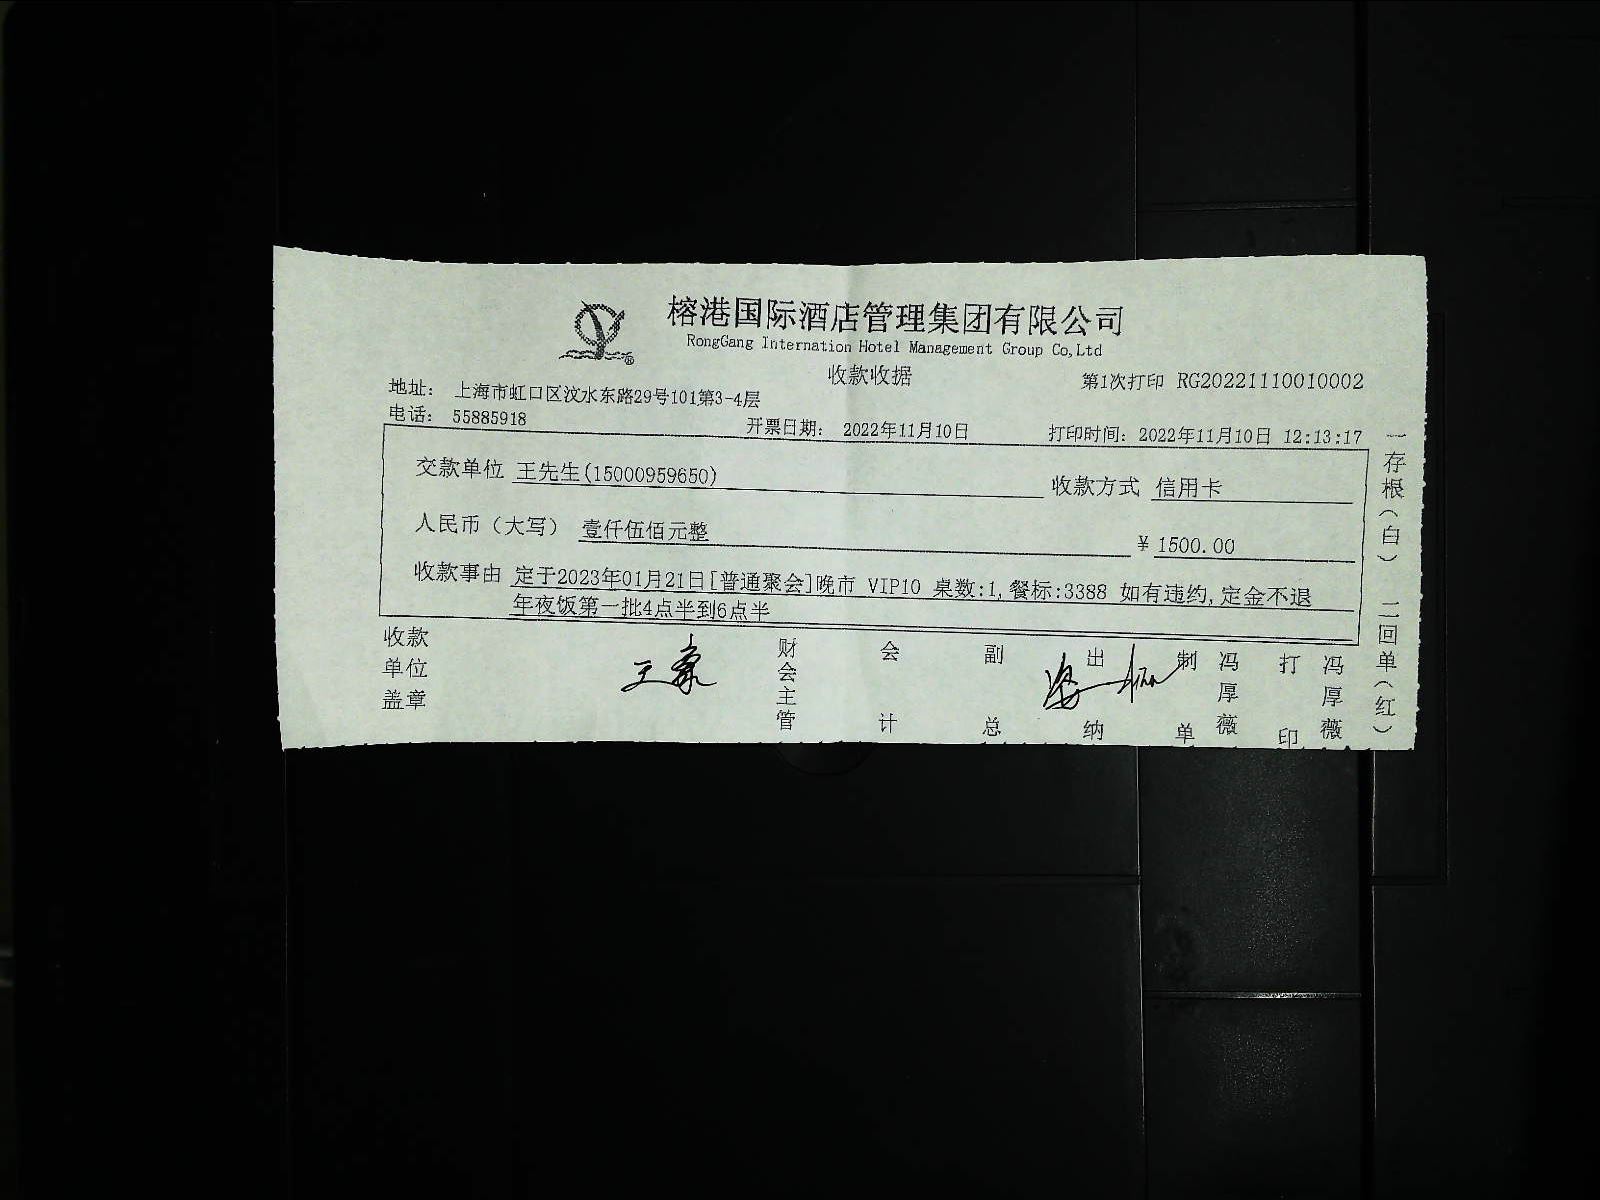 榕港国际酒店管理集团有限公司
RongGang Internation Hotel Management Group Co,Ltd
收款收据
第1次打印 RG20221110010002
地址： 上海市虹口区汶水东路29号101第3-4层
电话： 55885918
开票日期： 2022年11月10日
打印时间：2022年11月10日 12:13:17
交款单位 王先生(15000959650)
收款方式 信用卡
人民币（大写） 壹仟伍佰元整
¥ 1500.00
收款事由 定于2023年01月21日[普通聚会]晚市 VIP10 桌数:1,餐标:3388 如有违约,定金不退
年夜饭第一批4点半到6点半
收款单位盖章
财会主管
会计
副总
出纳
制单
冯厚薇
打印
冯厚薇
一存根（白） 二回单（红）